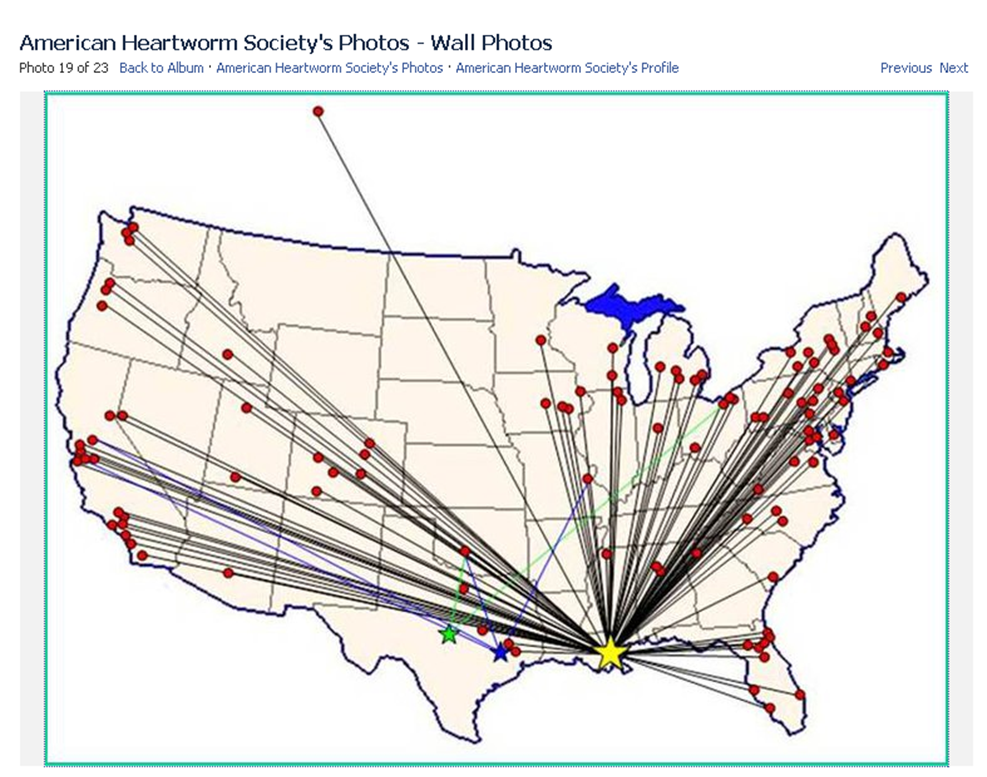 American Heartworm Society's Photos - Wall Photos
Photo 19 of 23 Back to Album · American Heartworm Society's Photos · American Heartworm Society's Profile Previous Next